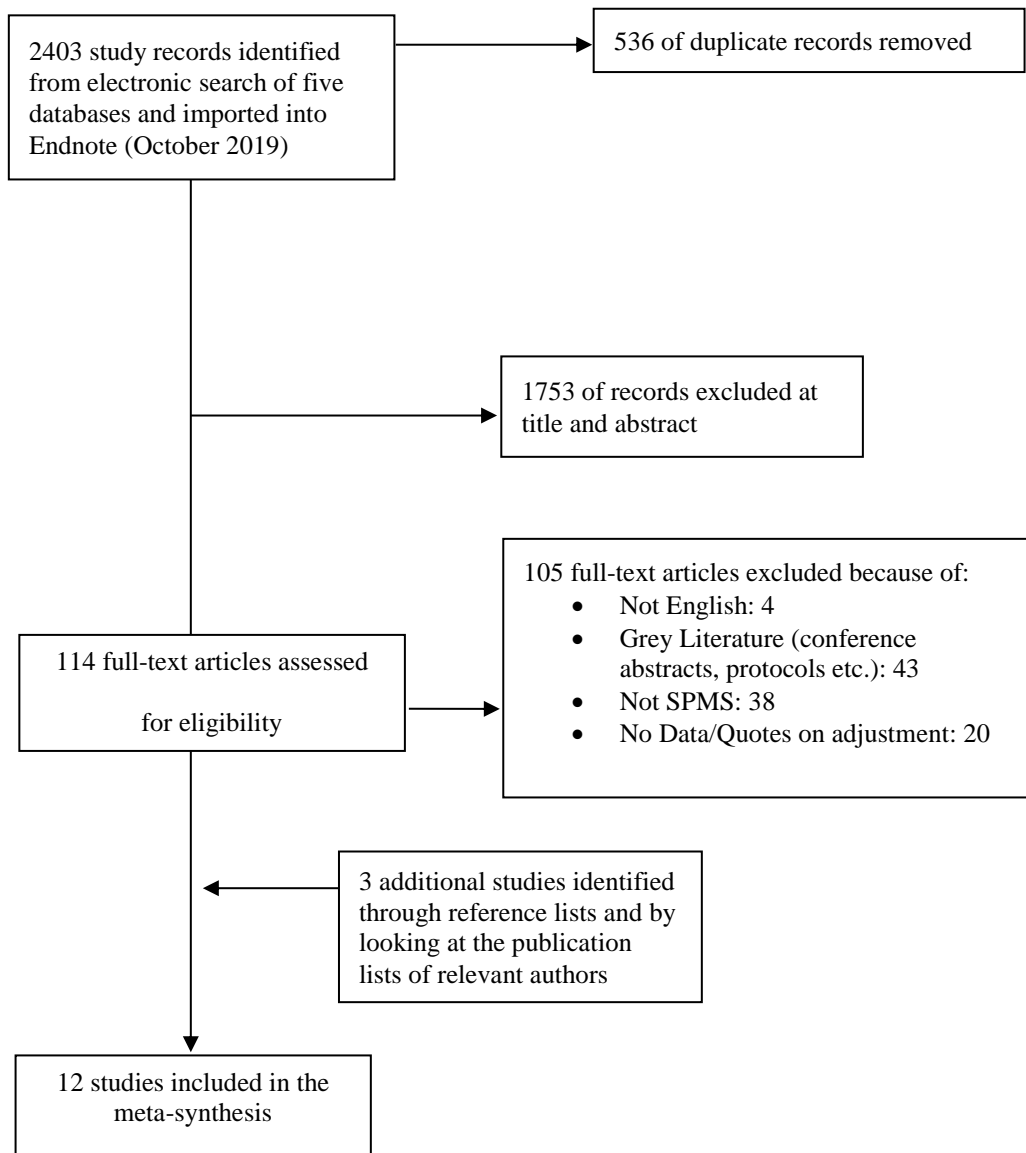 2403 study records identified
from electronic search of five
databases and imported into
Endnote (October 2019)
536 of duplicate records removed
1753 of records excluded at
title and abstract
105 full-text articles excluded because of:
• Not English: 4
• Grey Literature (conference
abstracts, protocols etc.): 43
• Not SPMS: 38
• No Data/Quotes on adjustment: 20
114 full-text articles assessed
for eligibility
3 additional studies identified
through reference lists and by
looking at the publication
lists of relevant authors
12 studies included in the
meta-synthesis